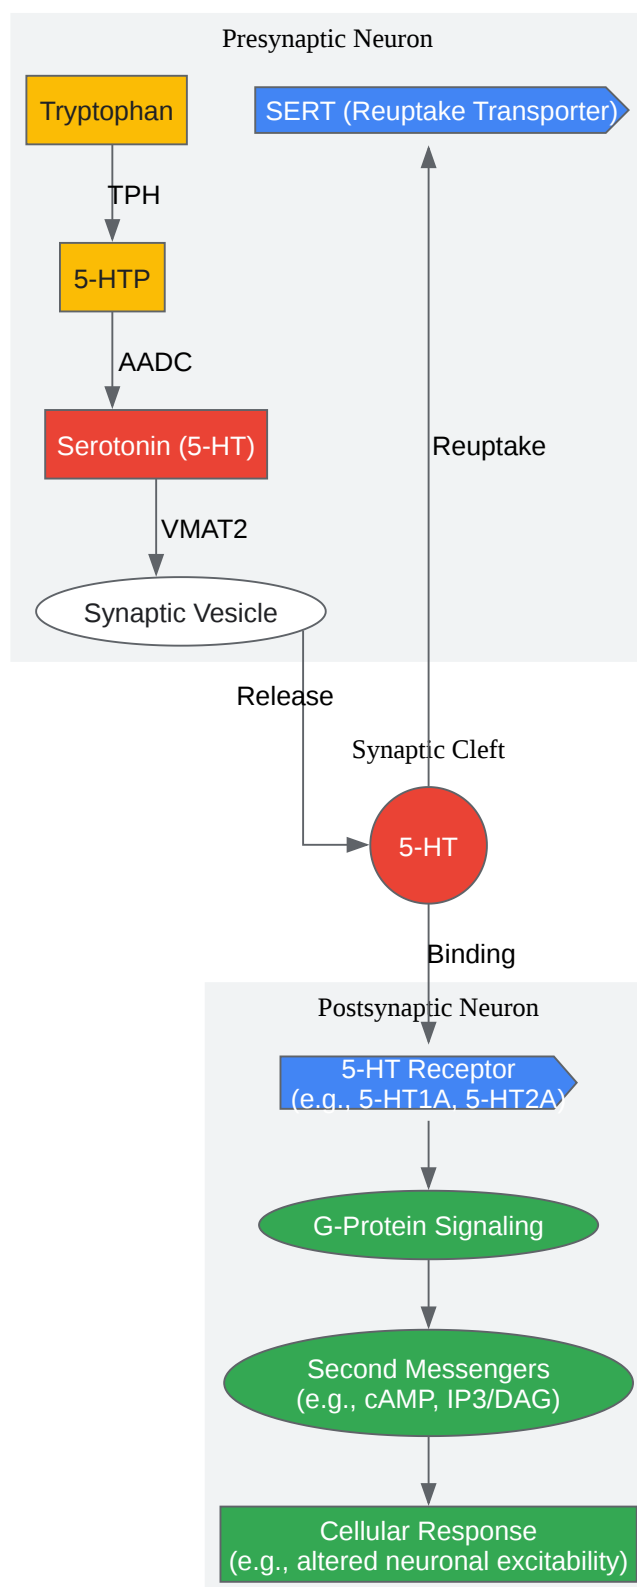 Presynaptic Neuron
Tryptophan
SERT (Reuptake Transporter)
TPH
5-HTP
AADC
Serotonin (5-HT)
Reuptake
VMAT2
Synaptic Vesicle
Release
Synaptic Cleft
5-HT
Binding
Postsynaptic Neuron
5-HT Receptor
(e.g., 5-HT1A, 5-HT2A)
G-Protein Signaling
Second Messengers
(e.g., cAMP, IP3/DAG)
Cellular Response
(e.g., altered neuronal excitability)